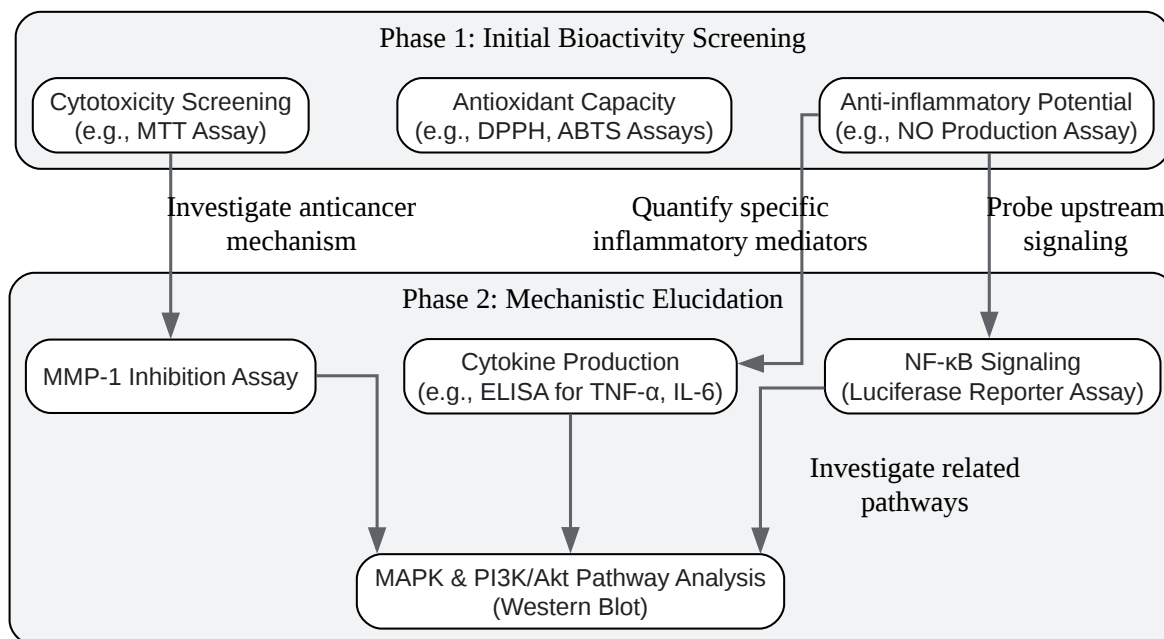 Phase 1: Initial Bioactivity Screening
Cytotoxicity Screening
(e.g., MTT Assay)
Antioxidant Capacity
(e.g., DPPH, ABTS Assays)
Anti-inflammatory Potential
(e.g., NO Production Assay)
Investigate anticancer
mechanism
Quantify specific
inflammatory mediators
Probe upstream
signaling
Phase 2: Mechanistic Elucidation
MMP-1 Inhibition Assay
Cytokine Production
(e.g., ELISA for TNF-α, IL-6)
NF-κB Signaling
(Luciferase Reporter Assay)
Investigate related
pathways
MAPK & PI3K/Akt Pathway Analysis
(Western Blot)